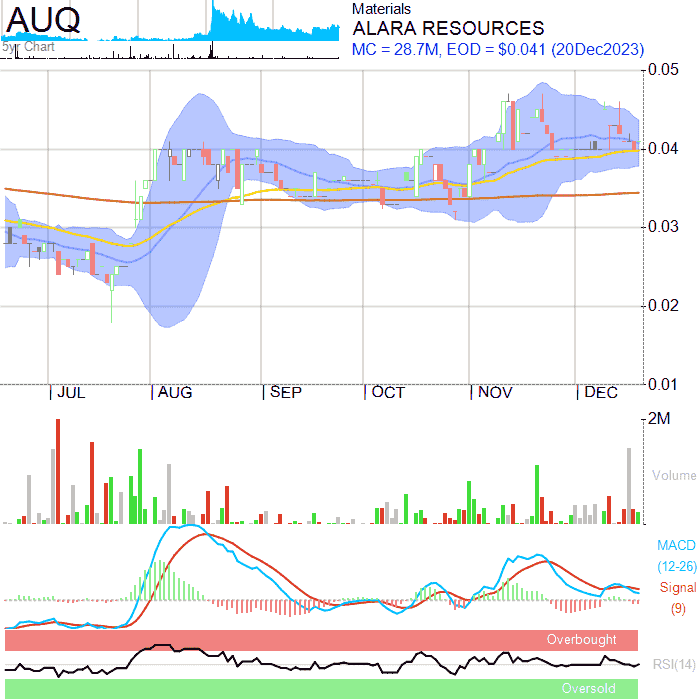 AUQ
5yr Chart
Materials
ALARA RESOURCES
MC = 28.7M, EOD = $0.041 (20Dec2023)
0.05
0.04
0.03
0.02
0.01
JUL AUG SEP OCT NOV DEC
2M
Volume
MACD
(12-26)
Signal
(9)
Overbought
RSI(14)
Oversold